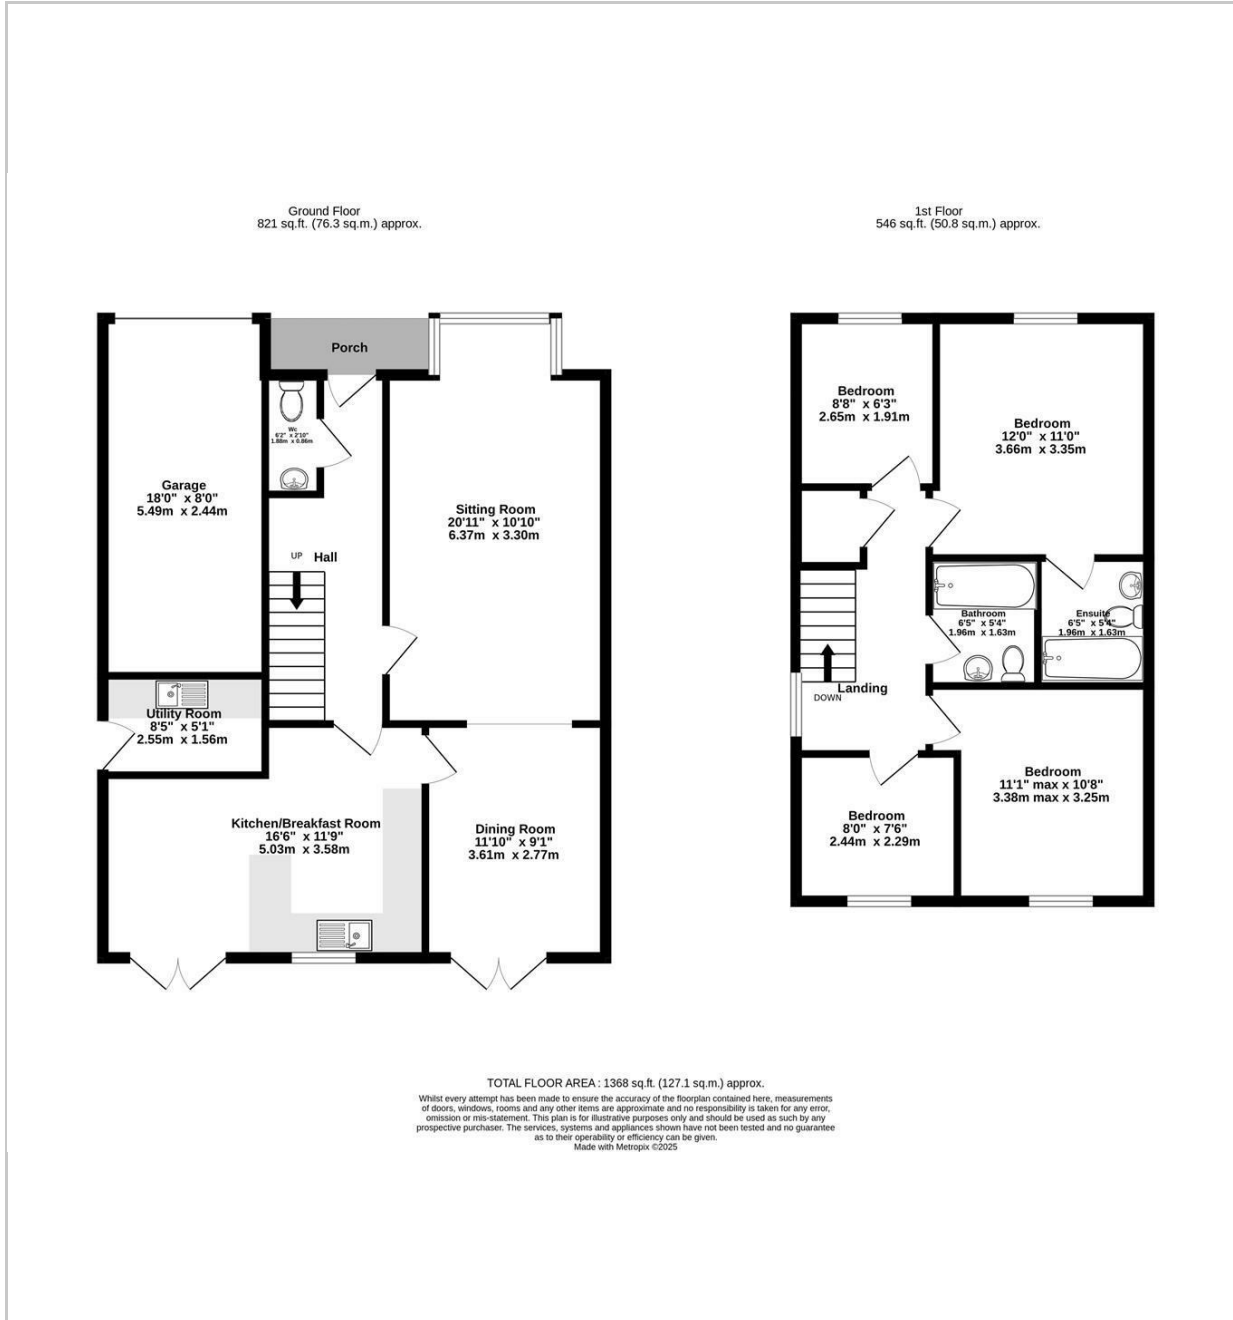 Ground Floor
821 sq.ft. (76.3 sq.m.) approx.
1st Floor
546 sq.ft. (50.8 sq.m.) approx.
Porch
Wc
6'2" x 2'10"
1.88m x 0.86m
Garage
18'0" x 8'0"
5.49m x 2.44m
Sitting Room
20'11" x 10'10"
6.37m x 3.30m
UP
Hall
Utility Room
8'5" x 5'1"
2.55m x 1.56m
Kitchen/Breakfast Room
16'6" x 11'9"
5.03m x 3.58m
Dining Room
11'10" x 9'1"
3.61m x 2.77m
Bedroom
8'8" x 6'3"
2.65m x 1.91m
Bedroom
12'0" x 11'0"
3.66m x 3.35m
Bathroom
6'5" x 5'4"
1.96m x 1.63m
Ensuite
6'5" x 5'4"
1.96m x 1.63m
Landing
DOWN
Bedroom
11'1" max x 10'8"
3.38m max x 3.25m
Bedroom
8'0" x 7'6"
2.44m x 2.29m
TOTAL FLOOR AREA : 1368 sq.ft. (127.1 sq.m.) approx.
Whilst every attempt has been made to ensure the accuracy of the floorplan contained here, measurements
of doors, windows, rooms and any other items are approximate and no responsibility is taken for any error,
omission or mis-statement. This plan is for illustrative purposes only and should be used as such by any
prospective purchaser. The services, systems and appliances shown have not been tested and no guarantee
as to their operability or efficiency can be given.
Made with Metropix ©2025